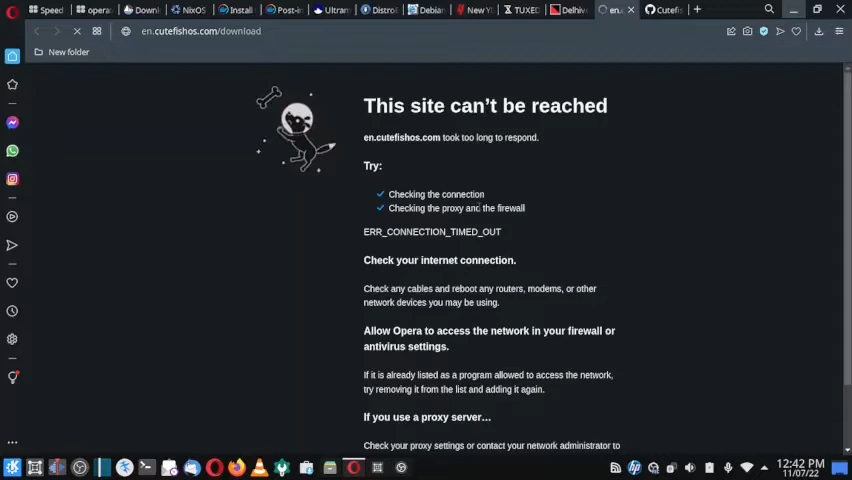 Speed
opera
Downl
NixOS
Install
Post-in
Ultram
Distrol
Debian
New Y
TUXED
Delhive
en.c
Cutefis
en.cutefishos.com/download
New folder
This site can’t be reached
en.cutefishos.com took too long to respond.
Try:
Checking the connection
Checking the proxy and the firewall
ERR_CONNECTION_TIMED_OUT
Check your internet connection.
Check any cables and reboot any routers, modems, or other
network devices you may be using.
Allow Opera to access the network in your firewall or
antivirus settings.
If it is already listed as a program allowed to access the network,
try removing it from the list and adding it again.
If you use a proxy server…
Check your proxy settings or contact your network administrator to
12:42 PM
11/07/22